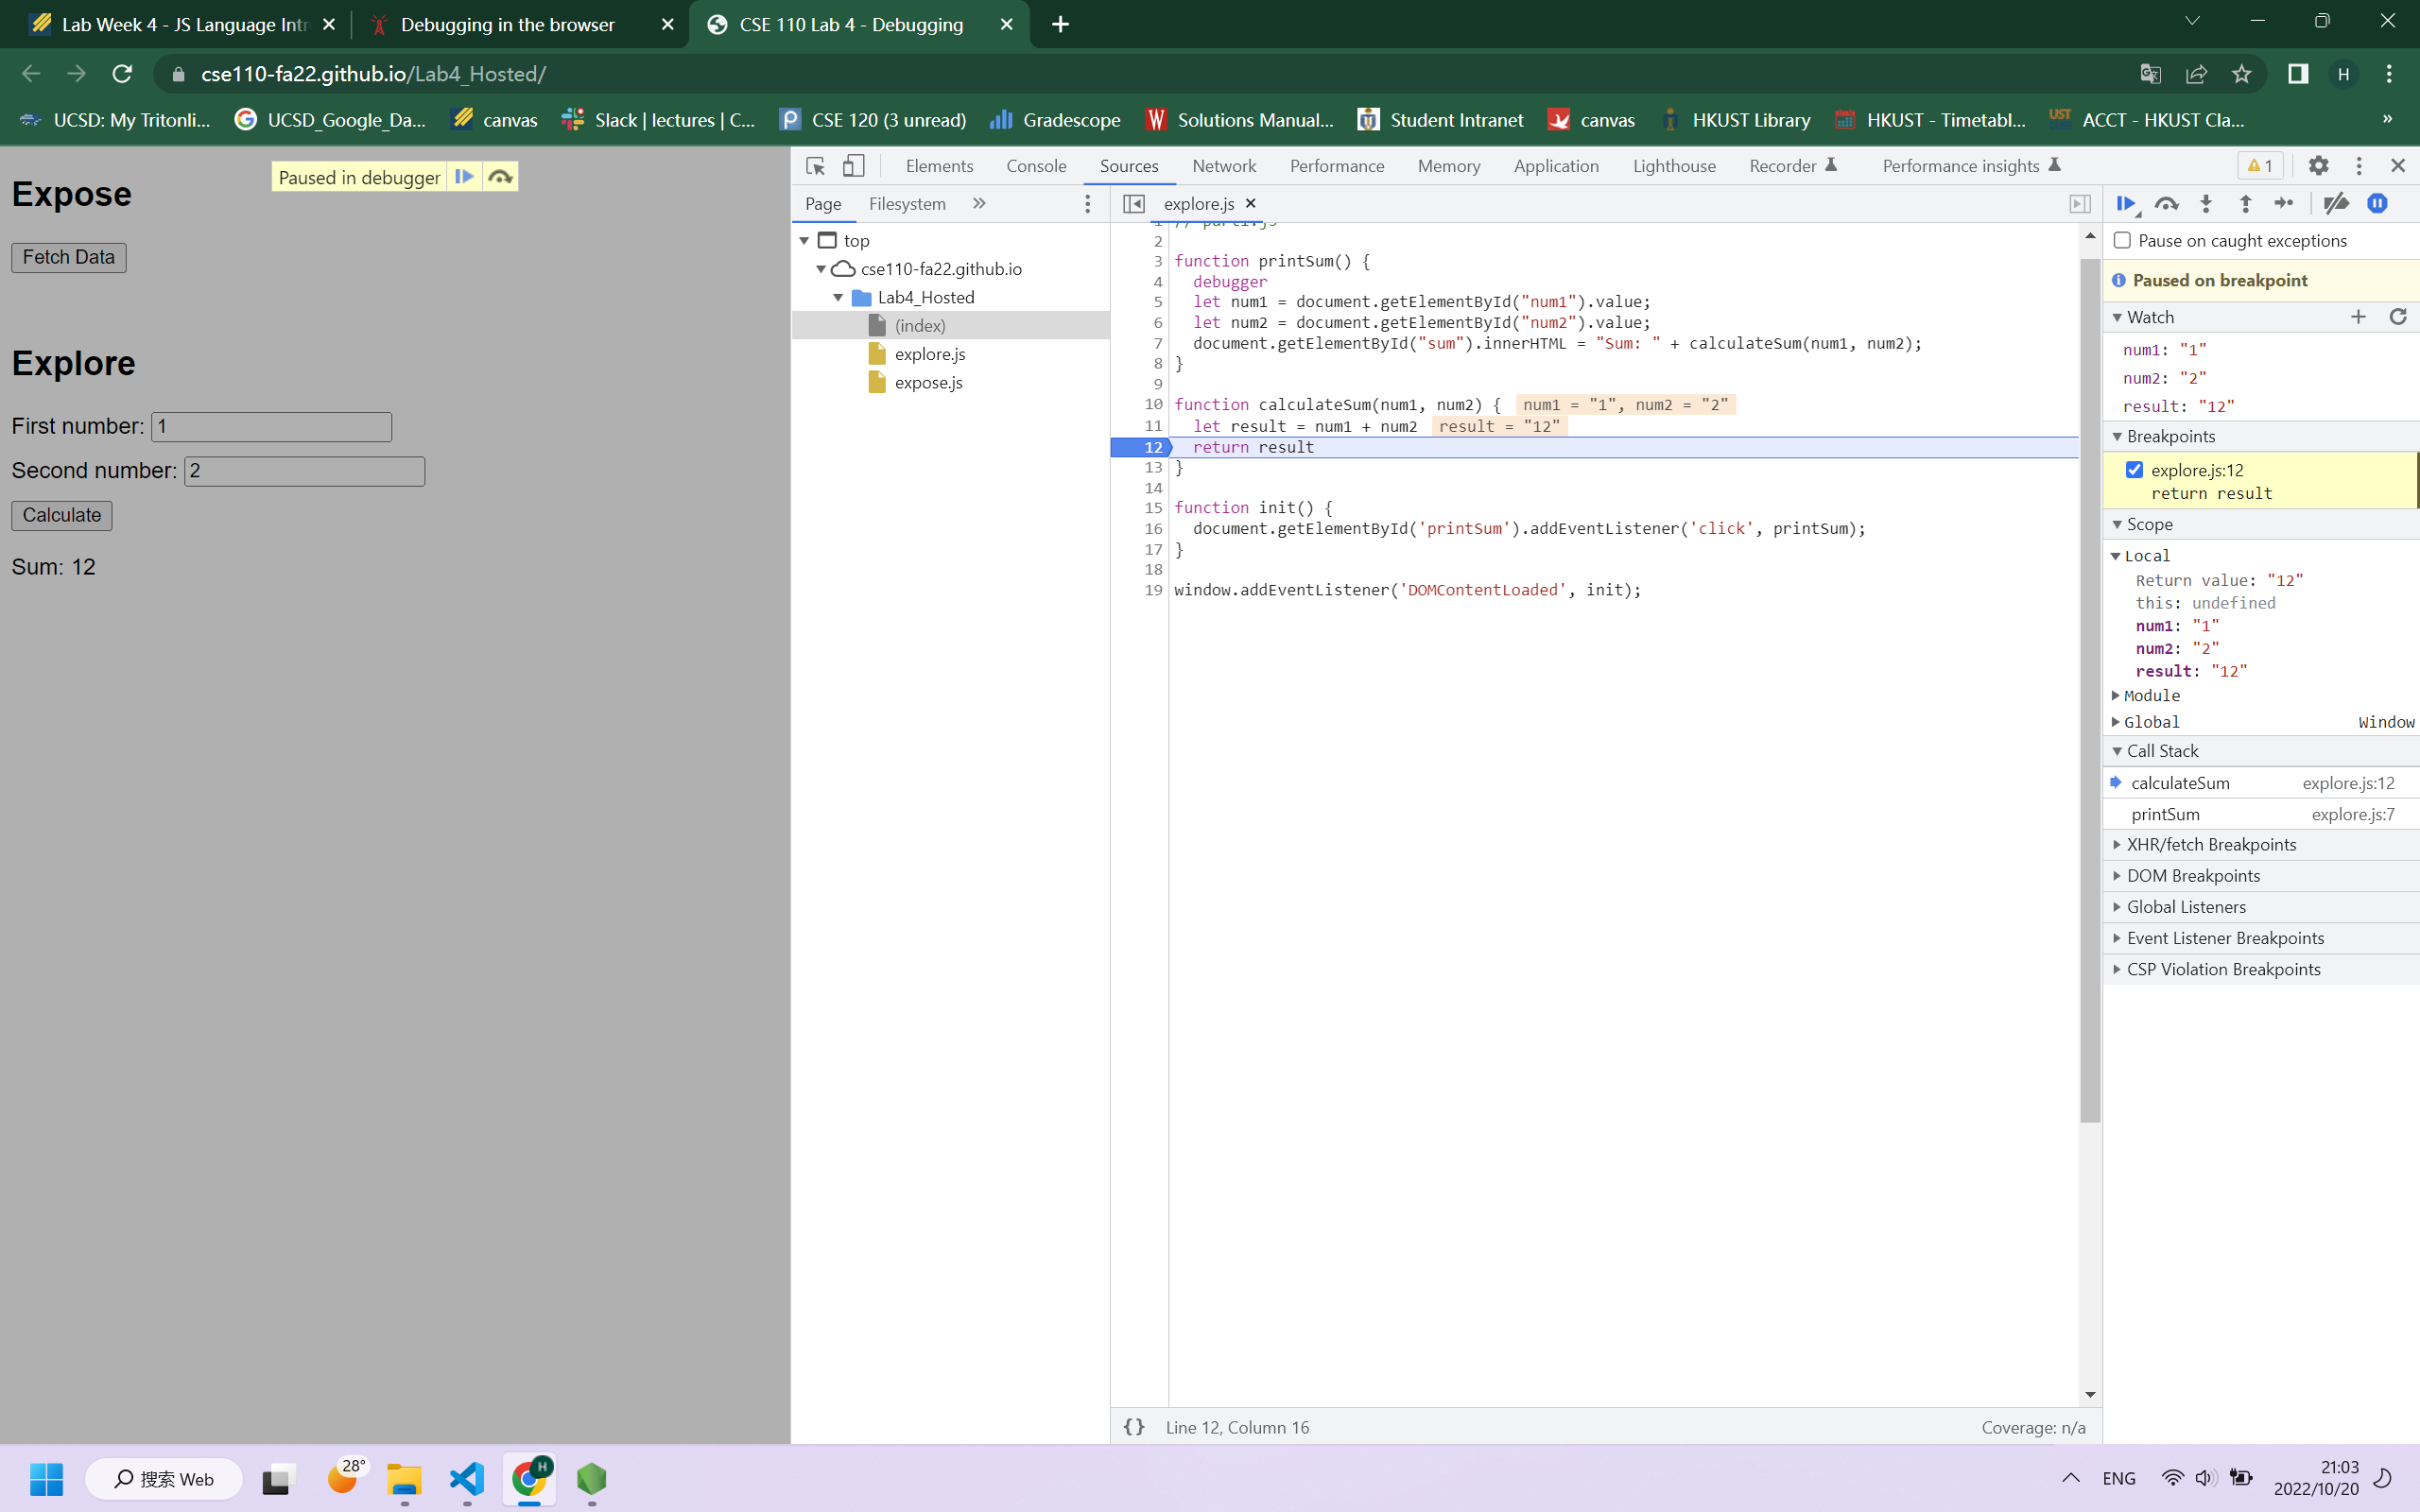 Lab Week 4 - JS Language Intr
Debugging in the browser
CSE 110 Lab 4 - Debugging
cse110-fa22.github.io/Lab4_Hosted/
H
UCSD: My Tritonli...
UCSD_Google_Da...
canvas
Slack | lectures | C...
CSE 120 (3 unread)
Gradescope
Solutions Manual...
Student Intranet
canvas
HKUST Library
HKUST - Timetabl...
UST
ACCT - HKUST Cla...
»
Expose
Paused in debugger
Fetch Data
Explore
First number: 1
Second number: 2
Calculate
Sum: 12
Elements
Console
Sources
Network
Performance
Memory
Application
Lighthouse
Recorder
Performance insights
1
Page
Filesystem
»
top
cse110-fa22.github.io
Lab4_Hosted
(index)
explore.js
expose.js
explore.js
1 // part1.js
2
3 function printSum() {
4 debugger
5 let num1 = document.getElementById("num1").value;
6 let num2 = document.getElementById("num2").value;
7 document.getElementById("sum").innerHTML = "Sum: " + calculateSum(num1, num2);
8 }
9
10 function calculateSum(num1, num2) { num1 = "1", num2 = "2"
11 let result = num1 + num2 result = "12"
12 return result
13 }
14
15 function init() {
16 document.getElementById('printSum').addEventListener('click', printSum);
17 }
18
19 window.addEventListener('DOMContentLoaded', init);
{} Line 12, Column 16
Coverage: n/a
Pause on caught exceptions
Paused on breakpoint
Watch
num1: "1"
num2: "2"
result: "12"
Breakpoints
explore.js:12
return result
Scope
Local
Return value: "12"
this: undefined
num1: "1"
num2: "2"
result: "12"
Module
Global Window
Call Stack
calculateSum explore.js:12
printSum explore.js:7
XHR/fetch Breakpoints
DOM Breakpoints
Global Listeners
Event Listener Breakpoints
CSP Violation Breakpoints
搜索 Web
28°
H
ENG
21:03
2022/10/20